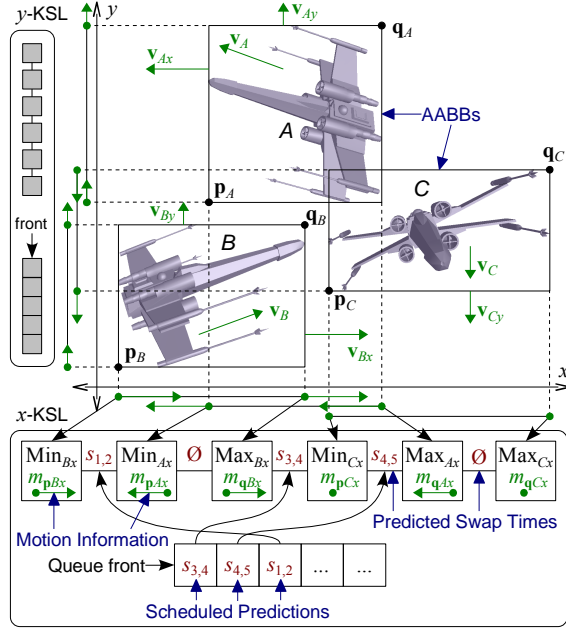 y-KSL
y
v_Ay
q_A
v_A
v_Ax
A
AABBs
p_A
q_C
C
front
v_By
q_B
B
v_C
p_C
v_B
v_Cy
v_Bx
p_B
x
x-KSL
Min_Bx s_1,2 Min_Ax Ø Max_Bx s_3,4 Min_Cx s_4,5 Max_Ax Ø Max_Cx
m_pBx m_pAx m_qBx m_pCx m_qAx m_qCx
Motion Information Predicted Swap Times
Queue front s_3,4 s_4,5 s_1,2 ... ...
Scheduled Predictions